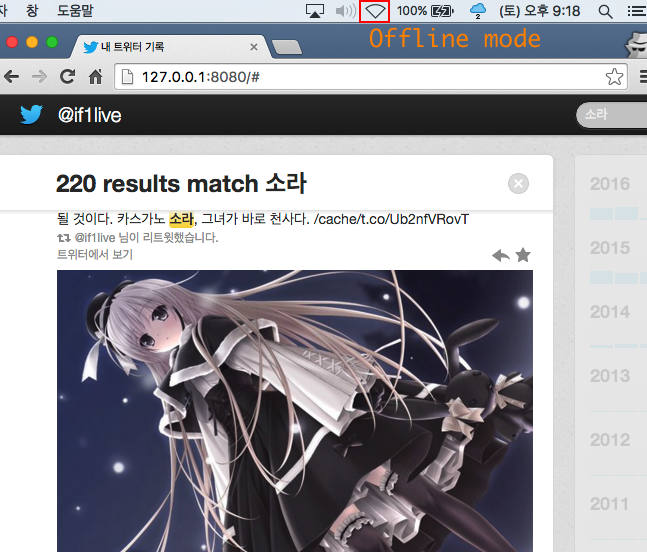 자 창 도움말 100% 2 (토) 오후 9:18
Offline mode
내 트위터 기록
127.0.0.1:8080/#
@if1live 소라
220 results match 소라
될 것이다. 카스가노 소라, 그녀가 바로 천사다. /cache/t.co/Ub2nfVRovT
@if1live 님이 리트윗했습니다.
트위터에서 보기
2016
2015
2014
2013
2012
2011